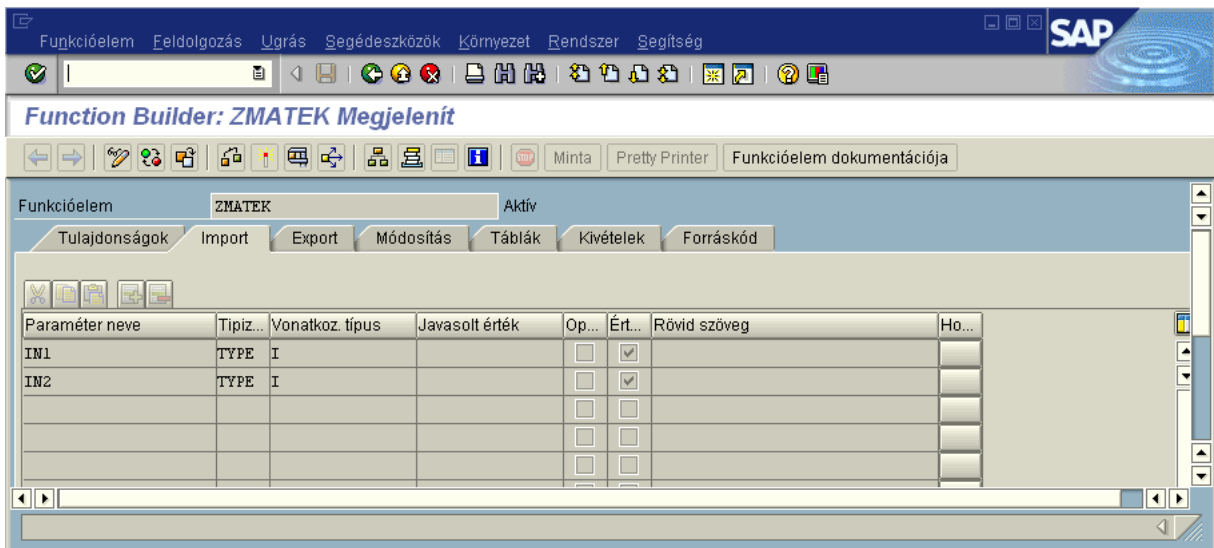 Funkcióelem Feldolgozás Ugrás Segédeszközök Környezet Rendszer Segítség
SAP
Function Builder: ZMATEK Megjelenít
STOP Minta Pretty Printer Funkcióelem dokumentációja
Funkcióelem ZMATEK Aktív
Tulajdonságok Import Export Módosítás Táblák Kivételek Forráskód
Paraméter neve Tipiz... Vonatkoz. típus Javasolt érték Op... Ért... Rövid szöveg Ho...
IN1 TYPE I
IN2 TYPE I